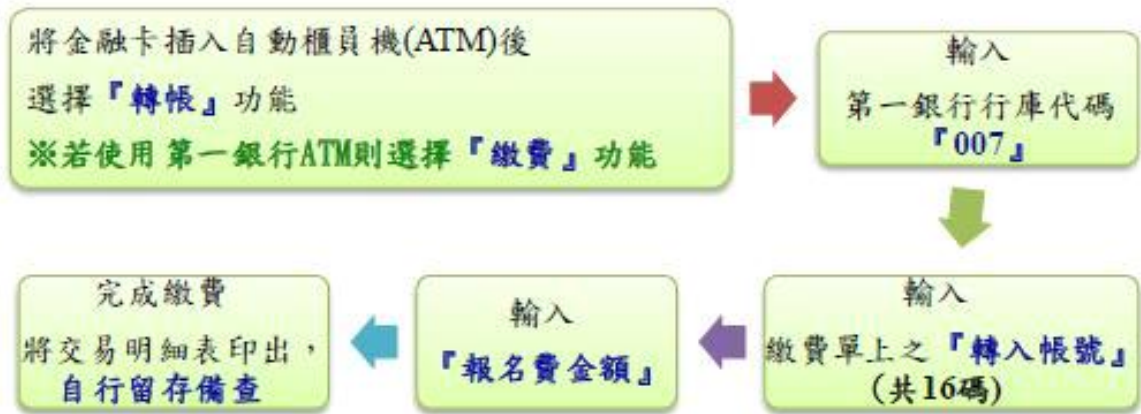 將金融卡插入自動櫃員機(ATM)後
選擇『轉帳』功能
※若使用第一銀行ATM則選擇『繳費』功能
輸入
第一銀行行庫代碼
『007』
輸入
繳費單上之『轉入帳號』
(共16碼)
輸入
『報名費金額』
完成繳費
將交易明細表印出，
自行留存備查